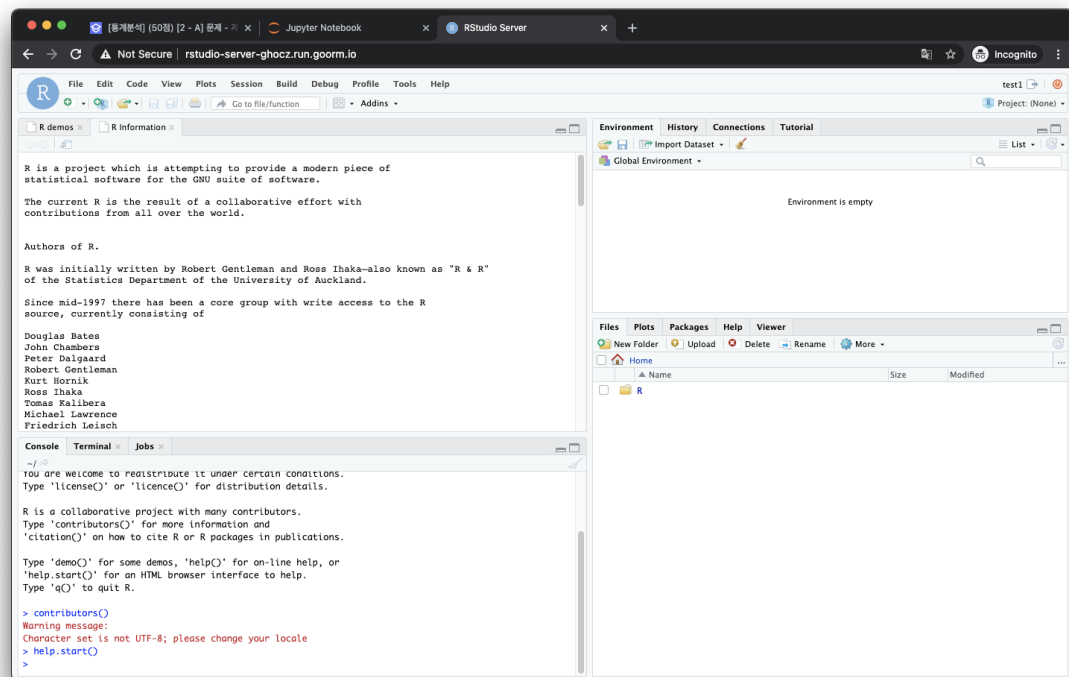 [통계분석] (50점) [2 - A] 문제 - 
Jupyter Notebook
RStudio Server
Not Secure | rstudio-server-ghocz.run.goorm.io
Incognito
R
File Edit Code View Plots Session Build Debug Profile Tools Help
test1
Go to file/function
Addins
Project: (None)
R demos
R Information
R is a project which is attempting to provide a modern piece of
statistical software for the GNU suite of software.
The current R is the result of a collaborative effort with
contributions from all over the world.
Authors of R.
R was initially written by Robert Gentleman and Ross Ihaka—also known as "R & R"
of the Statistics Department of the University of Auckland.
Since mid-1997 there has been a core group with write access to the R
source, currently consisting of
Douglas Bates
John Chambers
Peter Dalgaard
Robert Gentleman
Kurt Hornik
Ross Ihaka
Tomas Kalibera
Michael Lawrence
Friedrich Leisch
Console Terminal Jobs
~/
You are welcome to redistribute it under certain conditions.
Type 'license()' or 'licence()' for distribution details.
R is a collaborative project with many contributors.
Type 'contributors()' for more information and
'citation()' on how to cite R or R packages in publications.
Type 'demo()' for some demos, 'help()' for on-line help, or
'help.start()' for an HTML browser interface to help.
Type 'q()' to quit R.
> contributors()
Warning message:
Character set is not UTF-8; please change your locale
> help.start()
>
Environment History Connections Tutorial
Import Dataset
List
Global Environment
Environment is empty
Files Plots Packages Help Viewer
New Folder Upload Delete Rename More
Home
...
Name Size Modified
R